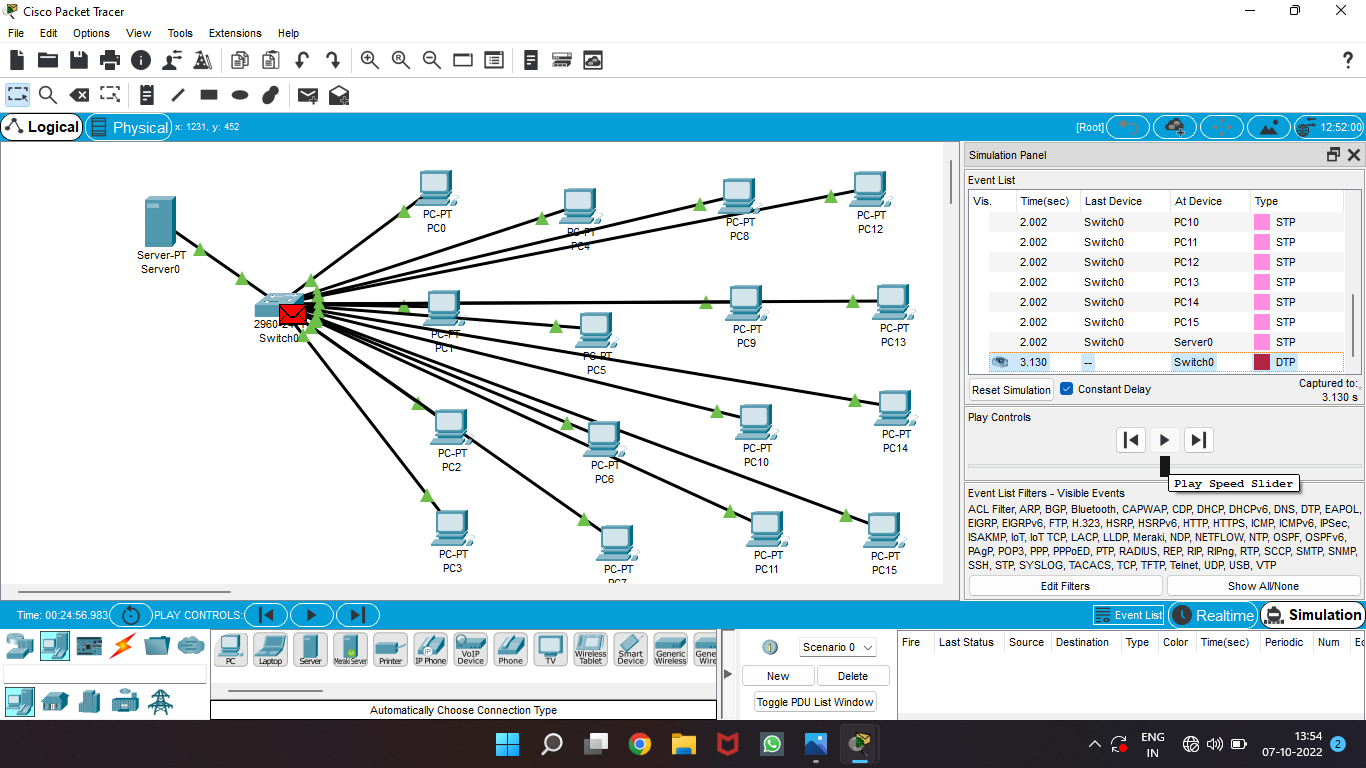 Cisco Packet Tracer
File Edit Options View Tools Extensions Help
?
Logical Physical x: 1231, y: 452 [Root] 12:52:00
Server-PT
Server0
Switch0
PC-PT
PC0
PC-PT
PC4
PC-PT
PC8
PC-PT
PC12
PC-PT
PC1
PC-PT
PC5
PC-PT
PC9
PC-PT
PC13
PC-PT
PC2
PC-PT
PC6
PC-PT
PC10
PC-PT
PC14
PC-PT
PC3
PC-PT
PC7
PC-PT
PC11
PC-PT
PC15
Simulation Panel
Event List
Vis. Time(sec) Last Device At Device Type
2.002 Switch0 PC10 STP
2.002 Switch0 PC11 STP
2.002 Switch0 PC12 STP
2.002 Switch0 PC13 STP
2.002 Switch0 PC14 STP
2.002 Switch0 PC15 STP
2.002 Switch0 Server0 STP
3.130 -- Switch0 DTP
Reset Simulation Constant Delay Captured to:
3.130 s
Play Controls
Play Speed Slider
Event List Filters - Visible Events
ACL Filter, ARP, BGP, Bluetooth, CAPWAP, CDP, DHCP, DHCPv6, DNS, DTP, EAPOL,
EIGRP, EIGRPv6, FTP, H.323, HSRP, HSRPv6, HTTP, HTTPS, ICMP, ICMPv6, IPSec,
ISAKMP, IoT, IoT TCP, LACP, LLDP, Meraki, NDP, NETFLOW, NTP, OSPF, OSPFv6,
PAgP, POP3, PPP, PPPoED, PTP, RADIUS, REP, RIP, RIPng, RTP, SCCP, SMTP, SNMP,
SSH, STP, SYSLOG, TACACS, TCP, TFTP, Telnet, UDP, USB, VTP
Edit Filters Show All/None
Time: 00:24:56.983 PLAY CONTROLS: Event List Realtime Simulation
PC Laptop Server Meraki Server Printer IP Phone VoIP Device Phone TV Wireless Tablet Smart Device Generic Wireless Gene Wire
Automatically Choose Connection Type
Scenario 0
New Delete
Toggle PDU List Window
Fire Last Status Source Destination Type Color Time(sec) Periodic Num Ec
ENG
IN
13:54
07-10-2022
2